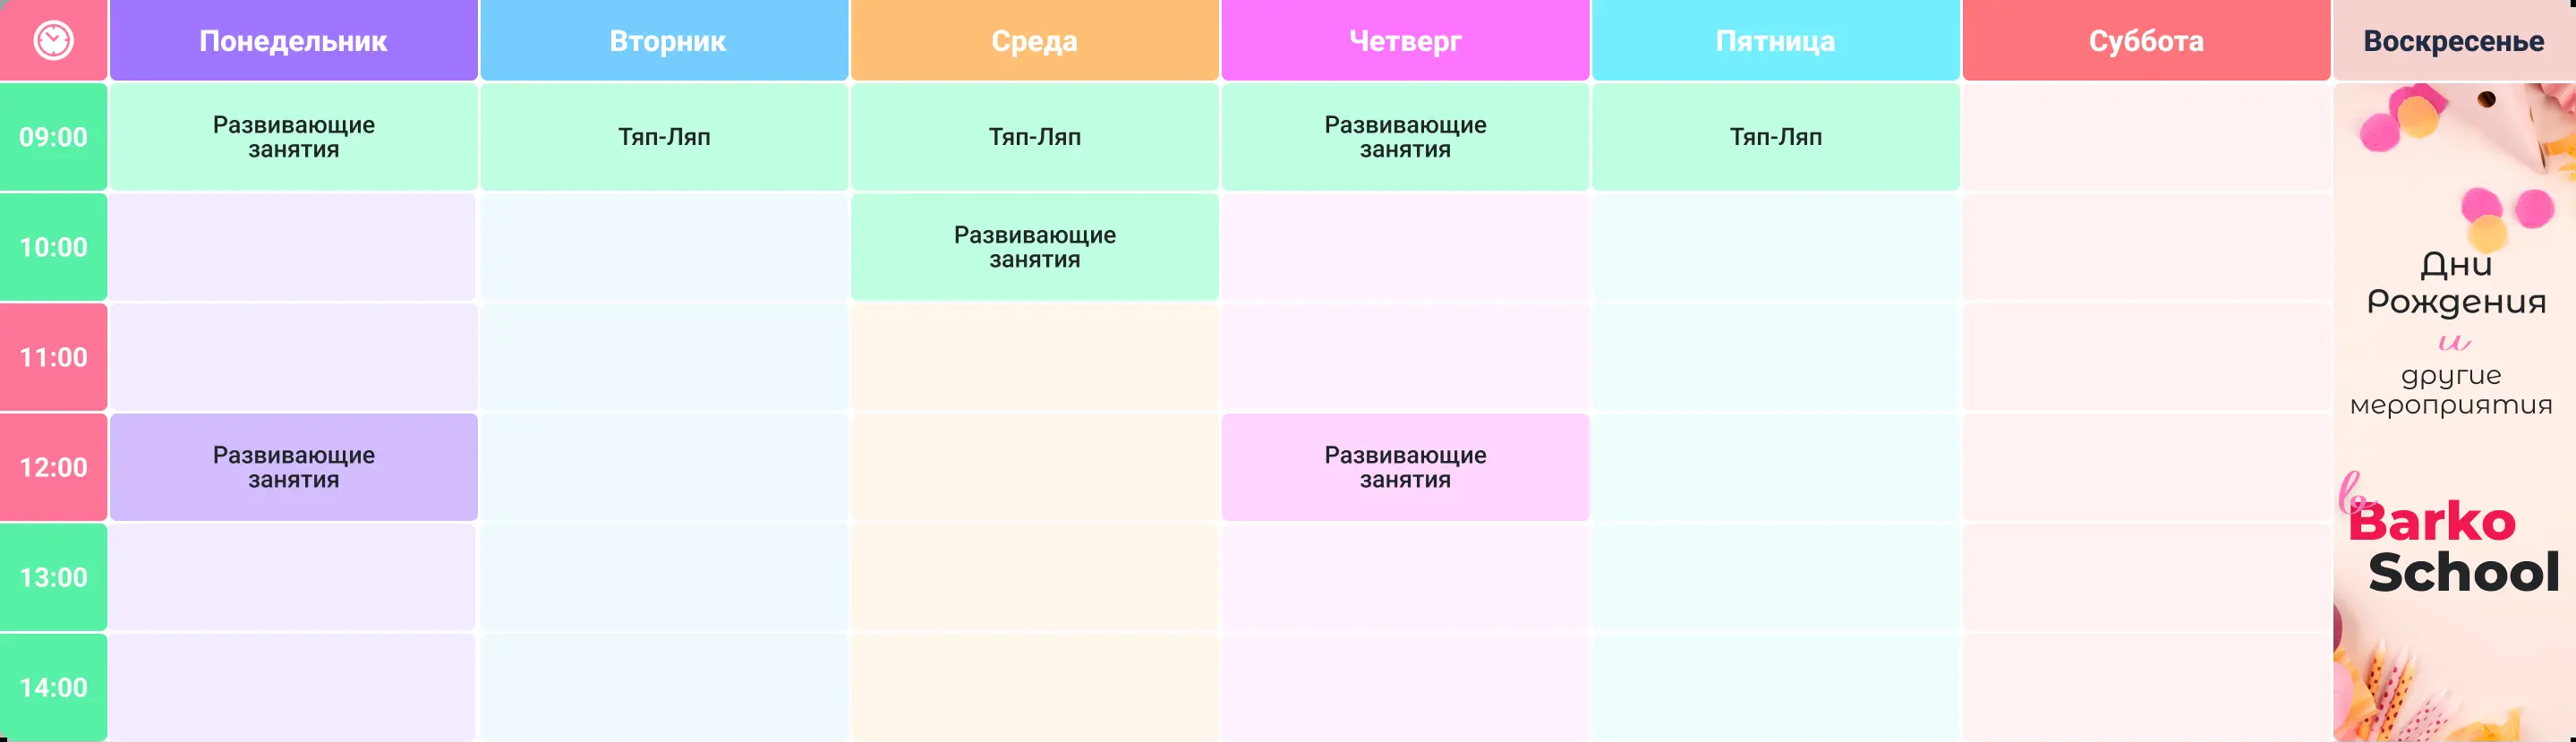 Понедельник Вторник Среда Четверг Пятница Суббота Воскресенье
09:00 Развивающие занятия Тяп-Ляп Тяп-Ляп Развивающие занятия Тяп-Ляп
10:00 Развивающие занятия
11:00
12:00 Развивающие занятия Развивающие занятия
13:00
14:00
Дни
Рождения
и
другие
мероприятия
в
Barko
School